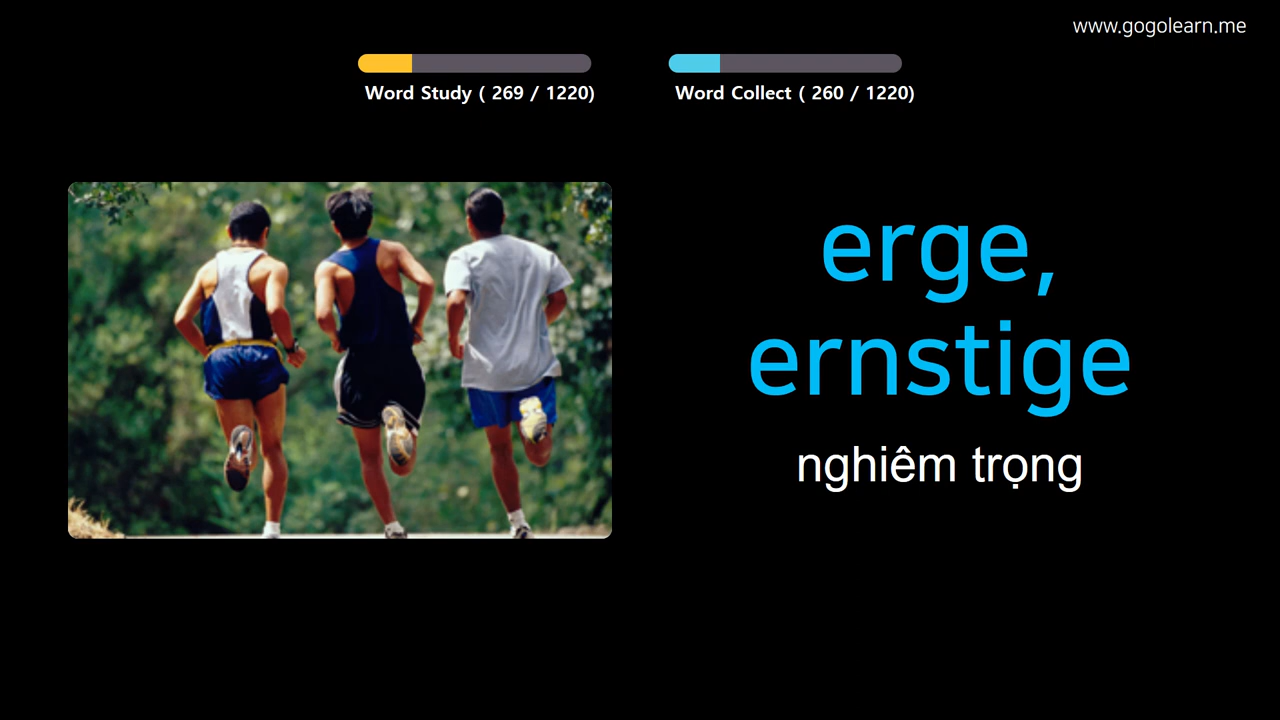 www.gogolearn.me
Word Study ( 269 / 1220)
Word Collect ( 260 / 1220)
erge,
ernstige
nghiêm trọng